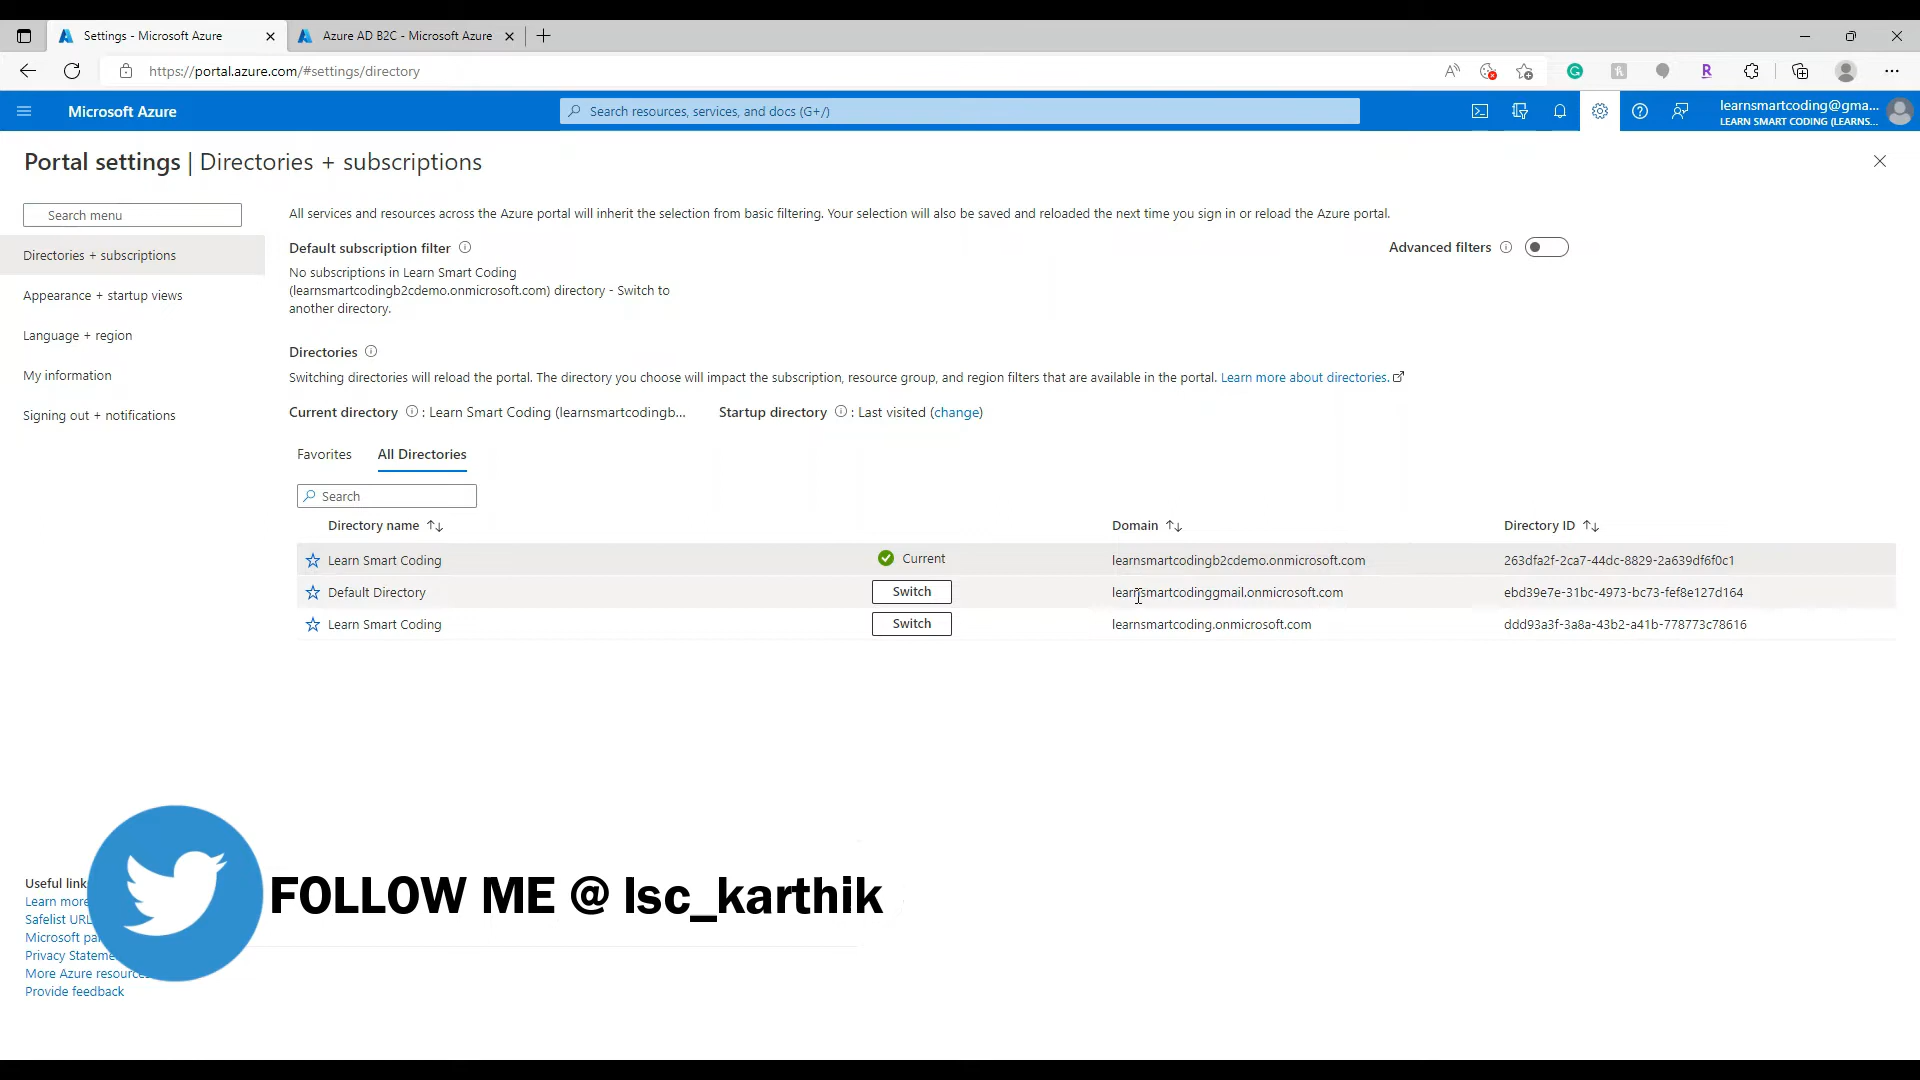 Settings - Microsoft Azure
Azure AD B2C - Microsoft Azure
https://portal.azure.com/#settings/directory
Microsoft Azure
Search resources, services, and docs (G+/)
learnsmartcoding@gma...
LEARN SMART CODING (LEARNS...
Portal settings | Directories + subscriptions
Search menu
Directories + subscriptions
Appearance + startup views
Language + region
My information
Signing out + notifications
All services and resources across the Azure portal will inherit the selection from basic filtering. Your selection will also be saved and reloaded the next time you sign in or reload the Azure portal.
Default subscription filter
Advanced filters
No subscriptions in Learn Smart Coding
(learnsmartcodingb2cdemo.onmicrosoft.com) directory - Switch to
another directory.
Directories
Switching directories will reload the portal. The directory you choose will impact the subscription, resource group, and region filters that are available in the portal. Learn more about directories.
Current directory : Learn Smart Coding (learnsmartcodingb...
Startup directory : Last visited (change)
Favorites
All Directories
Search
Directory name
Domain
Directory ID
Learn Smart Coding Current learnsmartcodingb2cdemo.onmicrosoft.com 263dfa2f-2ca7-44dc-8829-2a639df6f0c1
Default Directory Switch learnsmartcodinggmail.onmicrosoft.com ebd39e7e-31bc-4973-bc73-fef8e127d164
Learn Smart Coding Switch learnsmartcoding.onmicrosoft.com ddd93a3f-3a8a-43b2-a41b-778773c78616
Useful link
Learn more
Safelist URL
Microsoft pa
Privacy Stateme
More Azure resources
Provide feedback
FOLLOW ME @ lsc_karthik